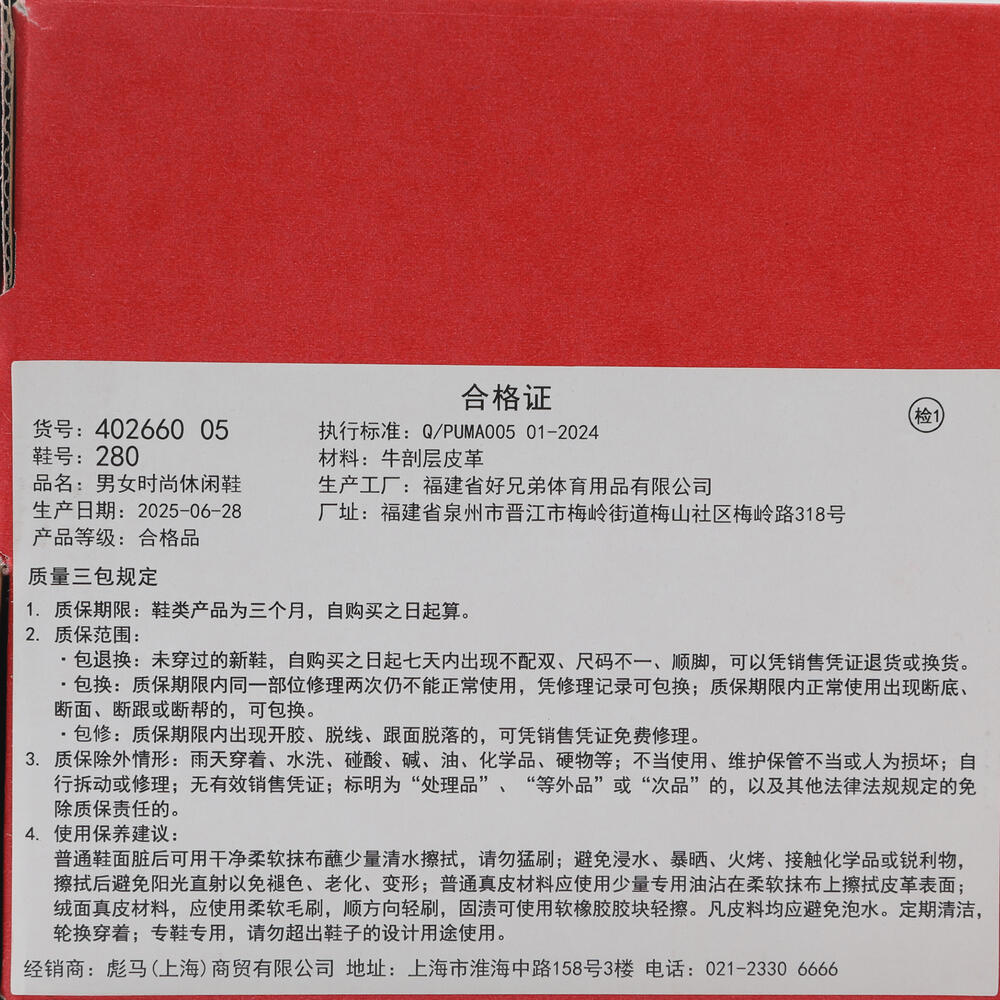 合格证
检1
货号：402660 05
执行标准：Q/PUMA005 01-2024
鞋号：280
材料：牛剖层皮革
品名：男女时尚休闲鞋
生产工厂：福建省好兄弟体育用品有限公司
生产日期：2025-06-28
厂址：福建省泉州市晋江市梅岭街道梅山社区梅岭路318号
产品等级：合格品
质量三包规定
1. 质保期限：鞋类产品为三个月，自购买之日起算。
2. 质保范围：
·包退换：未穿过的新鞋，自购买之日起七天内出现不配双、尺码不一、顺脚，可以凭销售凭证退货或换货。
·包换：质保期限内同一部位修理两次仍不能正常使用，凭修理记录可包换；质保期限内正常使用出现断底、
断面、断跟或断帮的，可包换。
·包修：质保期限内出现开胶、脱线、跟面脱落的，可凭销售凭证免费修理。
3. 质保除外情形：雨天穿着、水洗、碰酸、碱、油、化学品、硬物等；不当使用、维护保管不当或人为损坏；自
行拆动或修理；无有效销售凭证；标明为“处理品”、“等外品”或“次品”的，以及其他法律法规规定的免
除质保责任的。
4. 使用保养建议：
普通鞋面脏后可用干净柔软抹布蘸少量清水擦拭，请勿猛刷；避免浸水、暴晒、火烤、接触化学品或锐利物，
擦拭后避免阳光直射以免褪色、老化、变形；普通真皮材料应使用少量专用油沾在柔软抹布上擦拭皮革表面；
绒面真皮材料，应使用柔软毛刷，顺方向轻刷，固渍可使用软橡胶胶块轻擦。凡皮料均应避免泡水。定期清洁，
轮换穿着；专鞋专用，请勿超出鞋子的设计用途使用。
经销商：彪马(上海)商贸有限公司 地址：上海市淮海中路158号3楼 电话：021-2330 6666